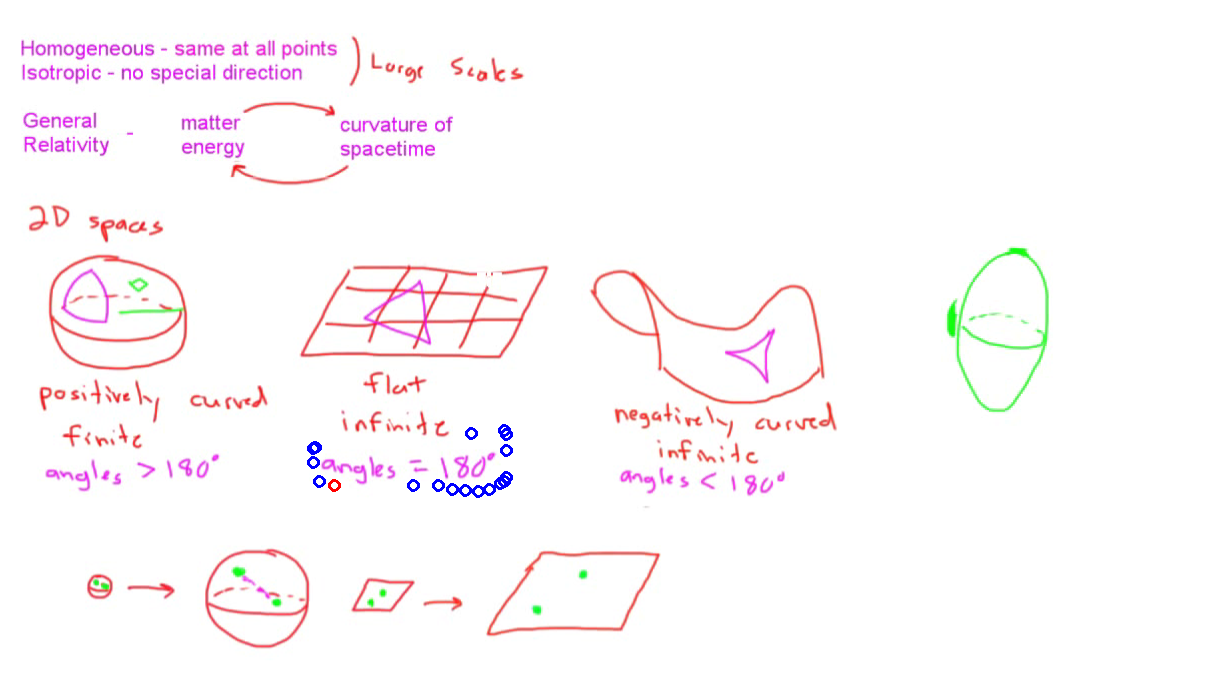 Homogeneous - same at all points
Isotropic - no special direction
Large Scales
General
Relativity
-
matter
energy
curvature of
spacetime
2D spaces
positively curved
finite
angles > 180°
flat
infinite
angles = 180°
negatively curved
infinite
angles < 180°